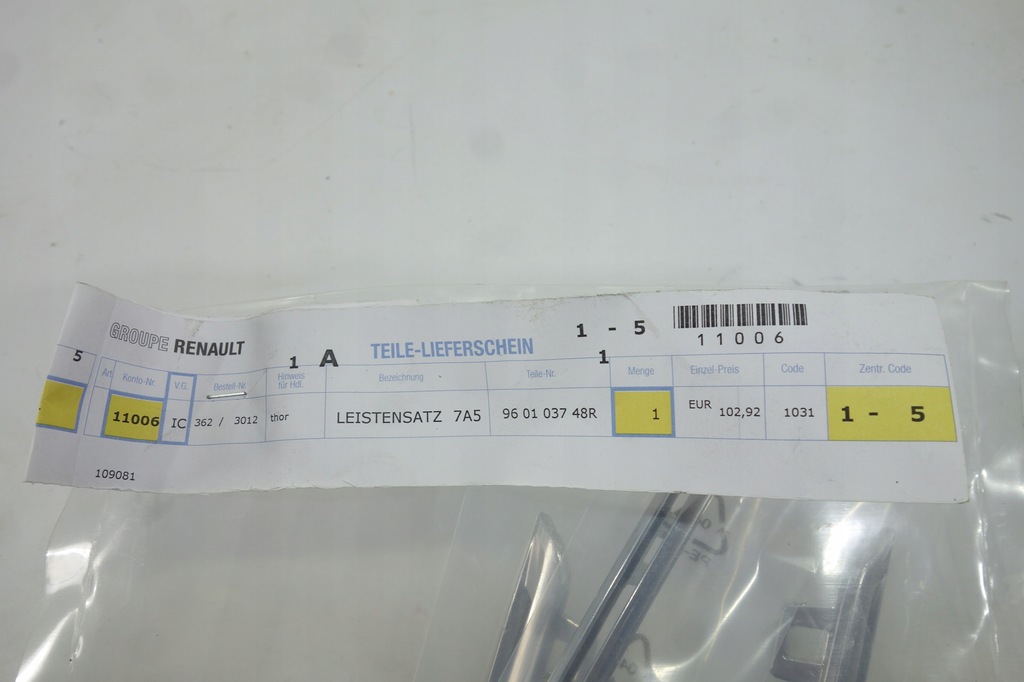 GROUPE RENAULT
1 A
TEILE-LIEFERSCHEIN
1 - 5
1
11006
5
Art Konto-Nr. V.G. Bestell-Nr. Hinweis für Hdl. Bezeichnung Teile-Nr. Menge Einzel-Preis Code Zentr. Code
11006 IC 362 / 3012 thor LEISTENSATZ 7A5 96 01 037 48R 1 EUR 102,92 1031 1 - 5
109081